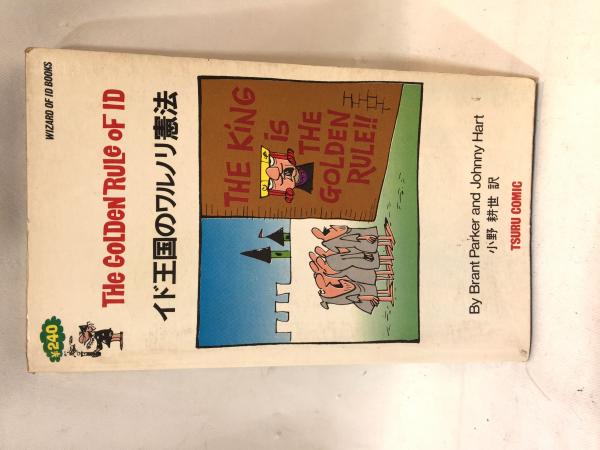 WIZARD OF ID BOOKS
THE GOLDEN RULE OF ID
イド王国のワルノリ憲法
¥240
THE KING
is
THE
GOLDEN
RULE!!
By Brant Parker and Johnny Hart
小野 耕世 訳
TSURU COMIC